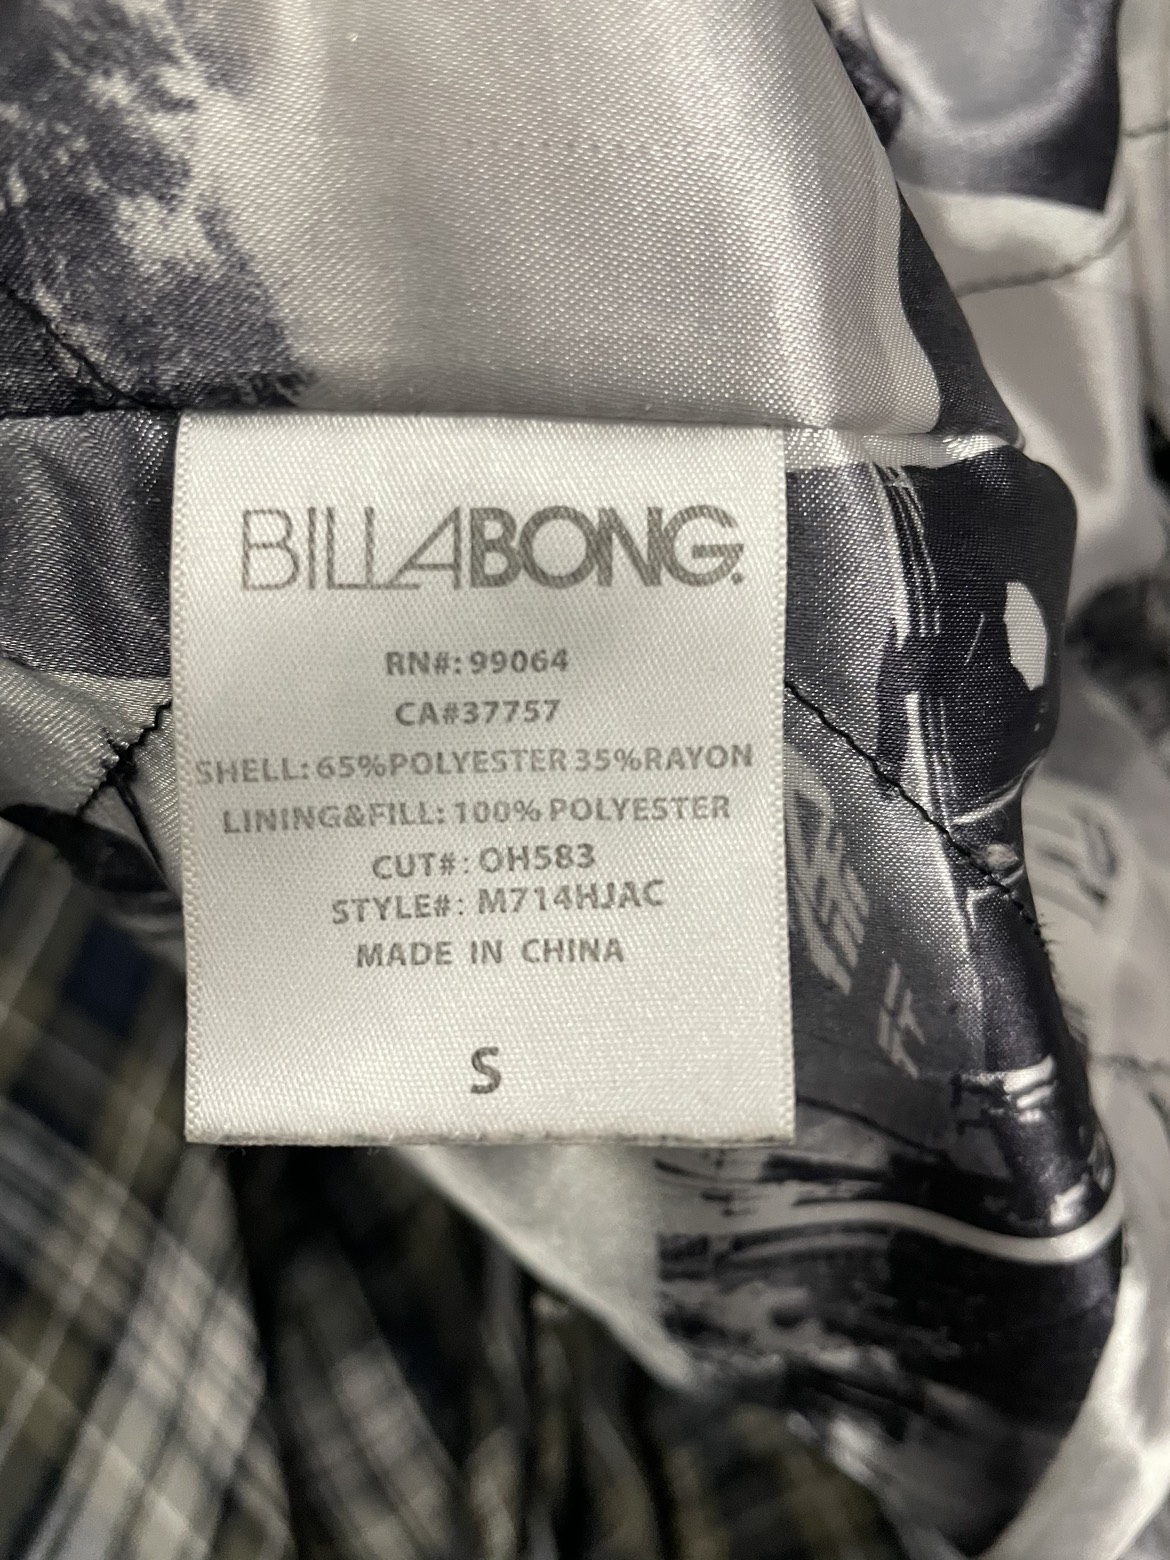 BILLABONG.
RN#: 99064
CA#37757
SHELL: 65%POLYESTER 35%RAYON
LINING&FILL: 100% POLYESTER
CUT#: OH583
STYLE#: M714HJAC
MADE IN CHINA
S